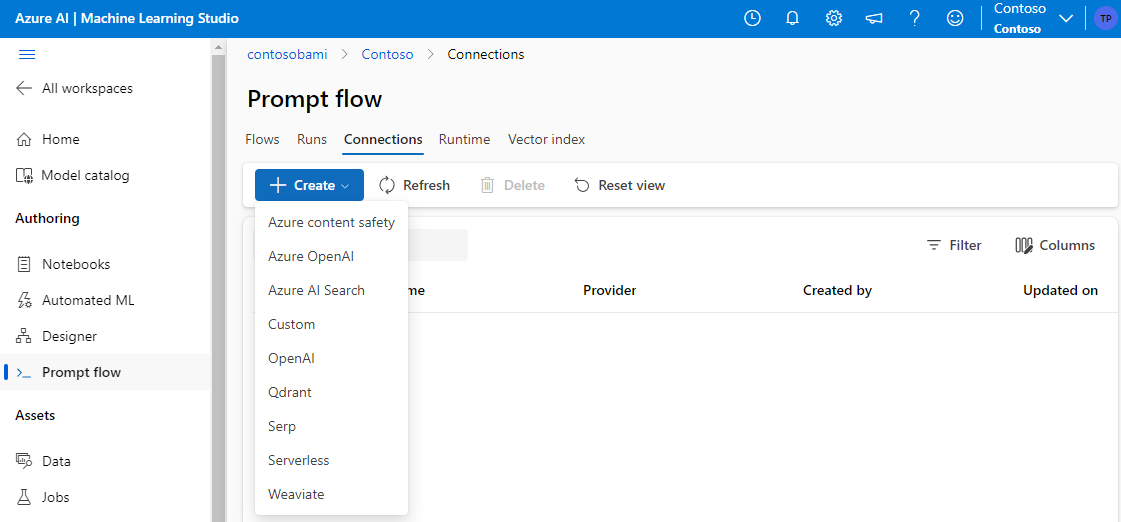 Azure AI | Machine Learning Studio
Contoso
Contoso
TP
All workspaces
Home
Model catalog
Authoring
Notebooks
Automated ML
Designer
Prompt flow
Assets
Data
Jobs
contosobami > Contoso > Connections
Prompt flow
Flows Runs Connections Runtime Vector index
Create Refresh Delete Reset view
Azure content safety
Azure OpenAI
Azure AI Search
Custom
OpenAI
Qdrant
Serp
Serverless
Weaviate
Filter Columns
Provider Created by Updated on